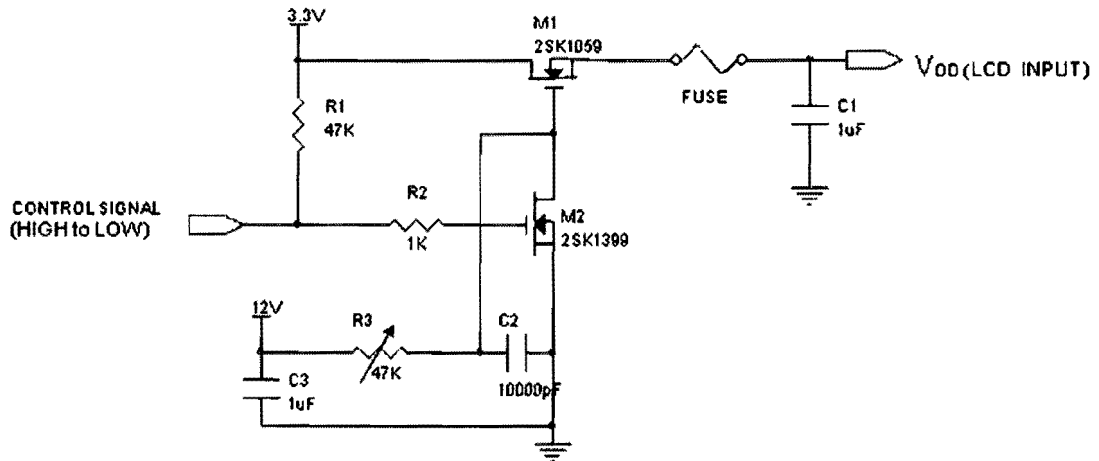 3.3V
M1
2SK1059
R1
47K
FUSE
VDD (LCD INPUT)
C1
1uF
CONTROL SIGNAL
(HIGH to LOW)
R2
1K
M2
2SK1399
12V
R3
47K
C2
10000pF
C3
1uF